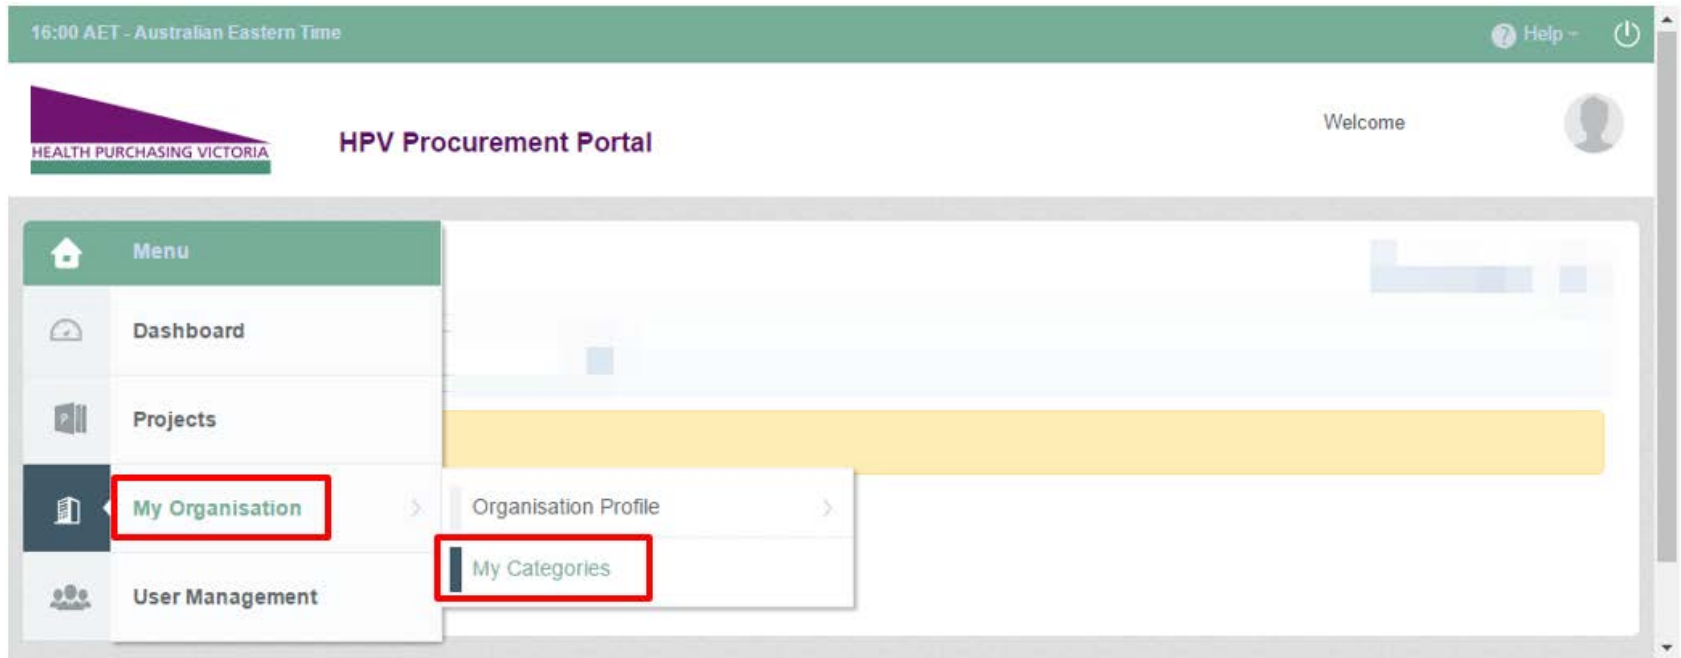 16:00 AET - Australian Eastern Time
Help
HEALTH PURCHASING VICTORIA
HPV Procurement Portal
Welcome
Menu
Dashboard
Projects
My Organisation
Organisation Profile
My Categories
User Management